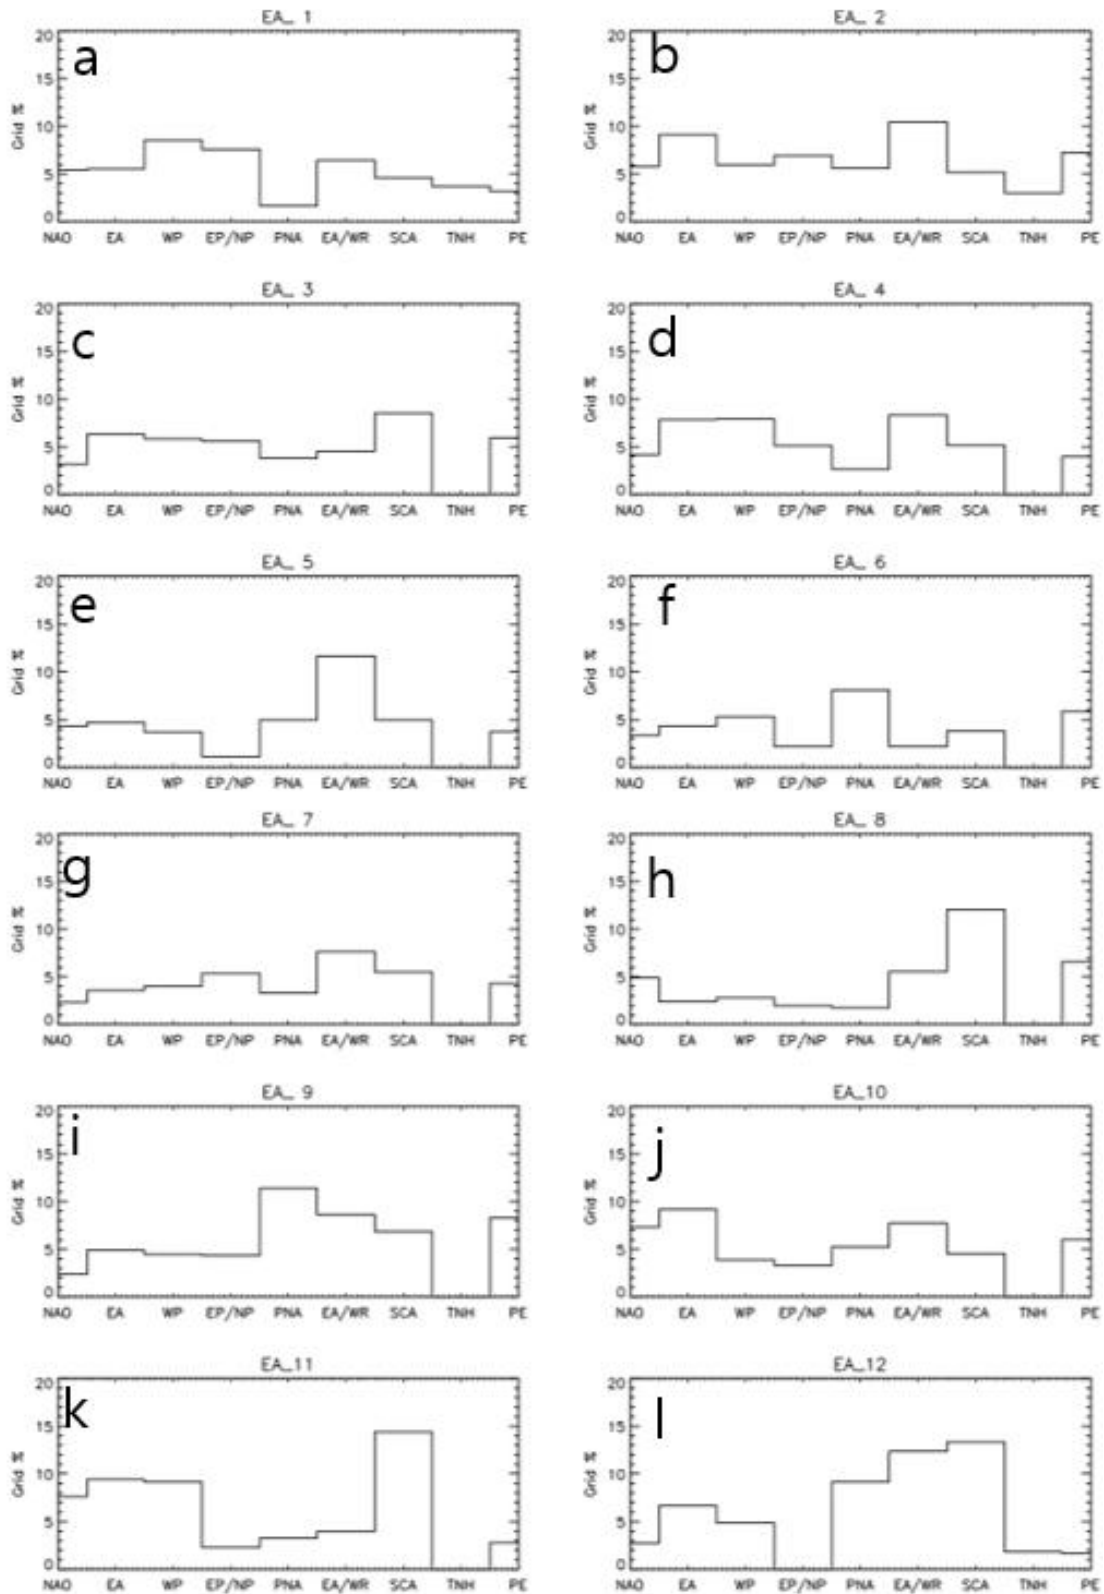 EA_ 1
EA_ 2
a
b
20
15
10
5
0
Grid %
NAO EA WP EP/NP PNA EA/WR SCA TNH PE
20
15
10
5
0
Grid %
NAO EA WP EP/NP PNA EA/WR SCA TNH PE
EA_ 3
EA_ 4
c
d
20
15
10
5
0
Grid %
NAO EA WP EP/NP PNA EA/WR SCA TNH PE
20
15
10
5
0
Grid %
NAO EA WP EP/NP PNA EA/WR SCA TNH PE
EA_ 5
EA_ 6
e
f
20
15
10
5
0
Grid %
NAO EA WP EP/NP PNA EA/WR SCA TNH PE
20
15
10
5
0
Grid %
NAO EA WP EP/NP PNA EA/WR SCA TNH PE
EA_ 7
EA_ 8
g
h
20
15
10
5
0
Grid %
NAO EA WP EP/NP PNA EA/WR SCA TNH PE
20
15
10
5
0
Grid %
NAO EA WP EP/NP PNA EA/WR SCA TNH PE
EA_ 9
EA_10
i
j
20
15
10
5
0
Grid %
NAO EA WP EP/NP PNA EA/WR SCA TNH PE
20
15
10
5
0
Grid %
NAO EA WP EP/NP PNA EA/WR SCA TNH PE
EA_11
EA_12
k
l
20
15
10
5
0
Grid %
NAO EA WP EP/NP PNA EA/WR SCA TNH PE
20
15
10
5
0
Grid %
NAO EA WP EP/NP PNA EA/WR SCA TNH PE